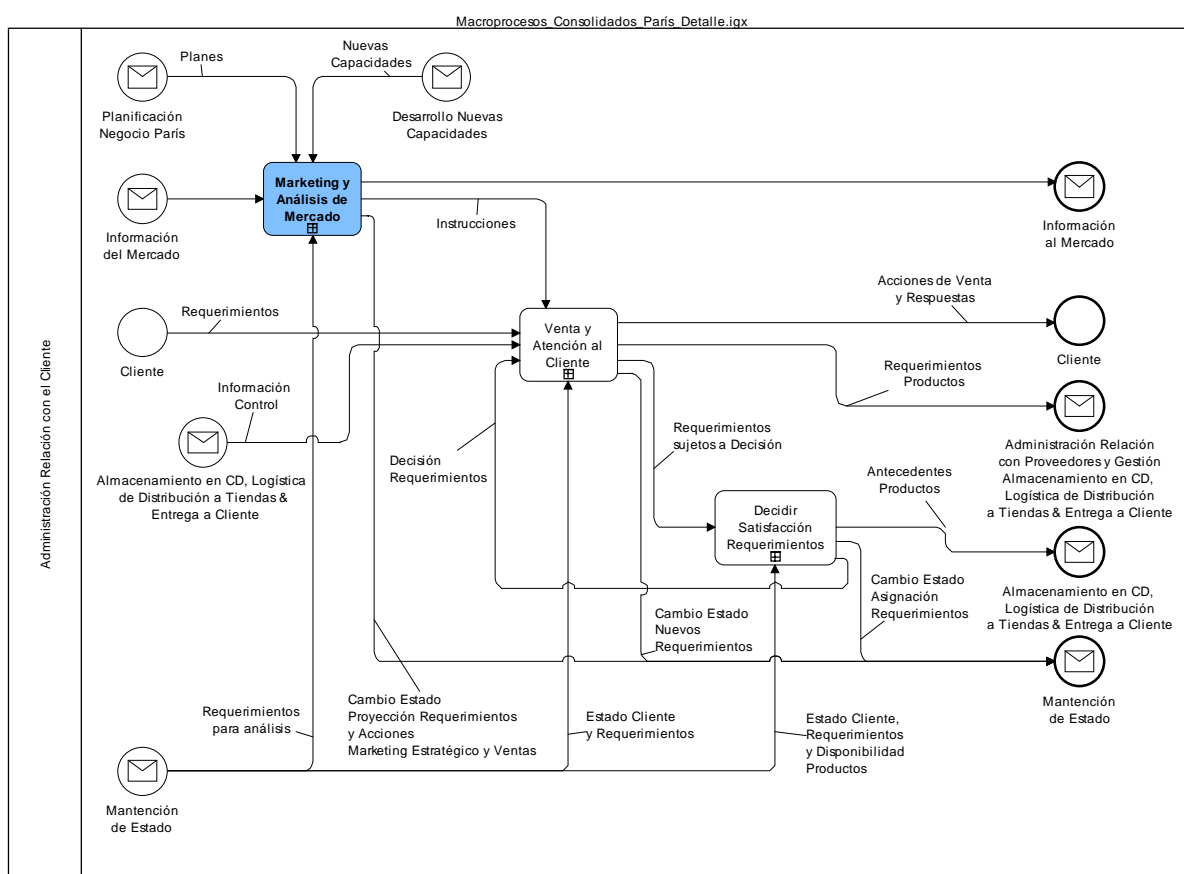 Macroprocesos_Consolidados_París_Detalle.igx
Administración Relación con el Cliente
Planes
Nuevas
Capacidades
Planificación
Negocio París
Desarrollo Nuevas
Capacidades
Marketing y
Análisis de
Mercado
Información
del Mercado
Instrucciones
Información
al Mercado
Requerimientos
Cliente
Venta y
Atención al
Cliente
Acciones de Venta
y Respuestas
Cliente
Requerimientos
Productos
Información
Control
Almacenamiento en CD, Logística
de Distribución a Tiendas &
Entrega a Cliente
Decisión
Requerimientos
Requerimientos
sujetos a Decisión
Administración Relación
con Proveedores y Gestión
Almacenamiento en CD,
Logística de Distribución
a Tiendas & Entrega a Cliente
Antecedentes
Productos
Decidir
Satisfacción
Requerimientos
Almacenamiento en CD,
Logística de Distribución
a Tiendas & Entrega a Cliente
Cambio Estado
Asignación
Requerimientos
Cambio Estado
Nuevos
Requerimientos
Mantención
de Estado
Requerimientos
para análisis
Cambio Estado
Proyección Requerimientos
y Acciones
Marketing Estratégico y Ventas
Estado Cliente
y Requerimientos
Estado Cliente,
Requerimientos
y Disponibilidad
Productos
Mantención
de Estado